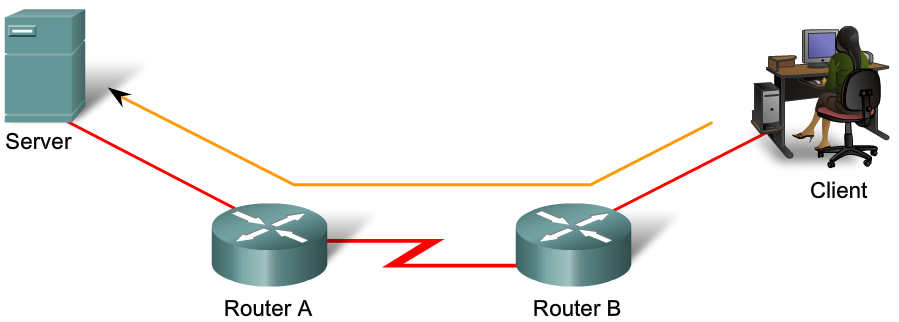 Server
Client
Router A
Router B